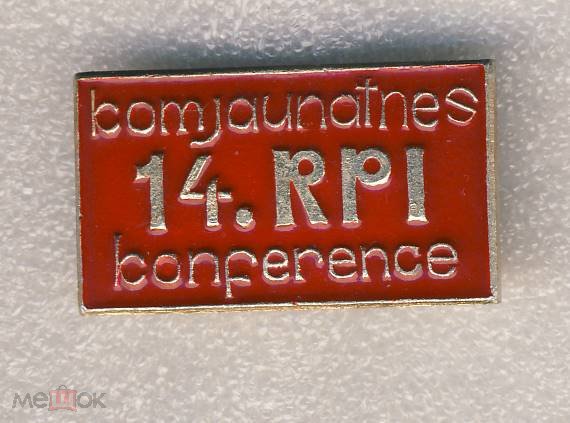 komjaunatnes
14. RPI
konference
мешок